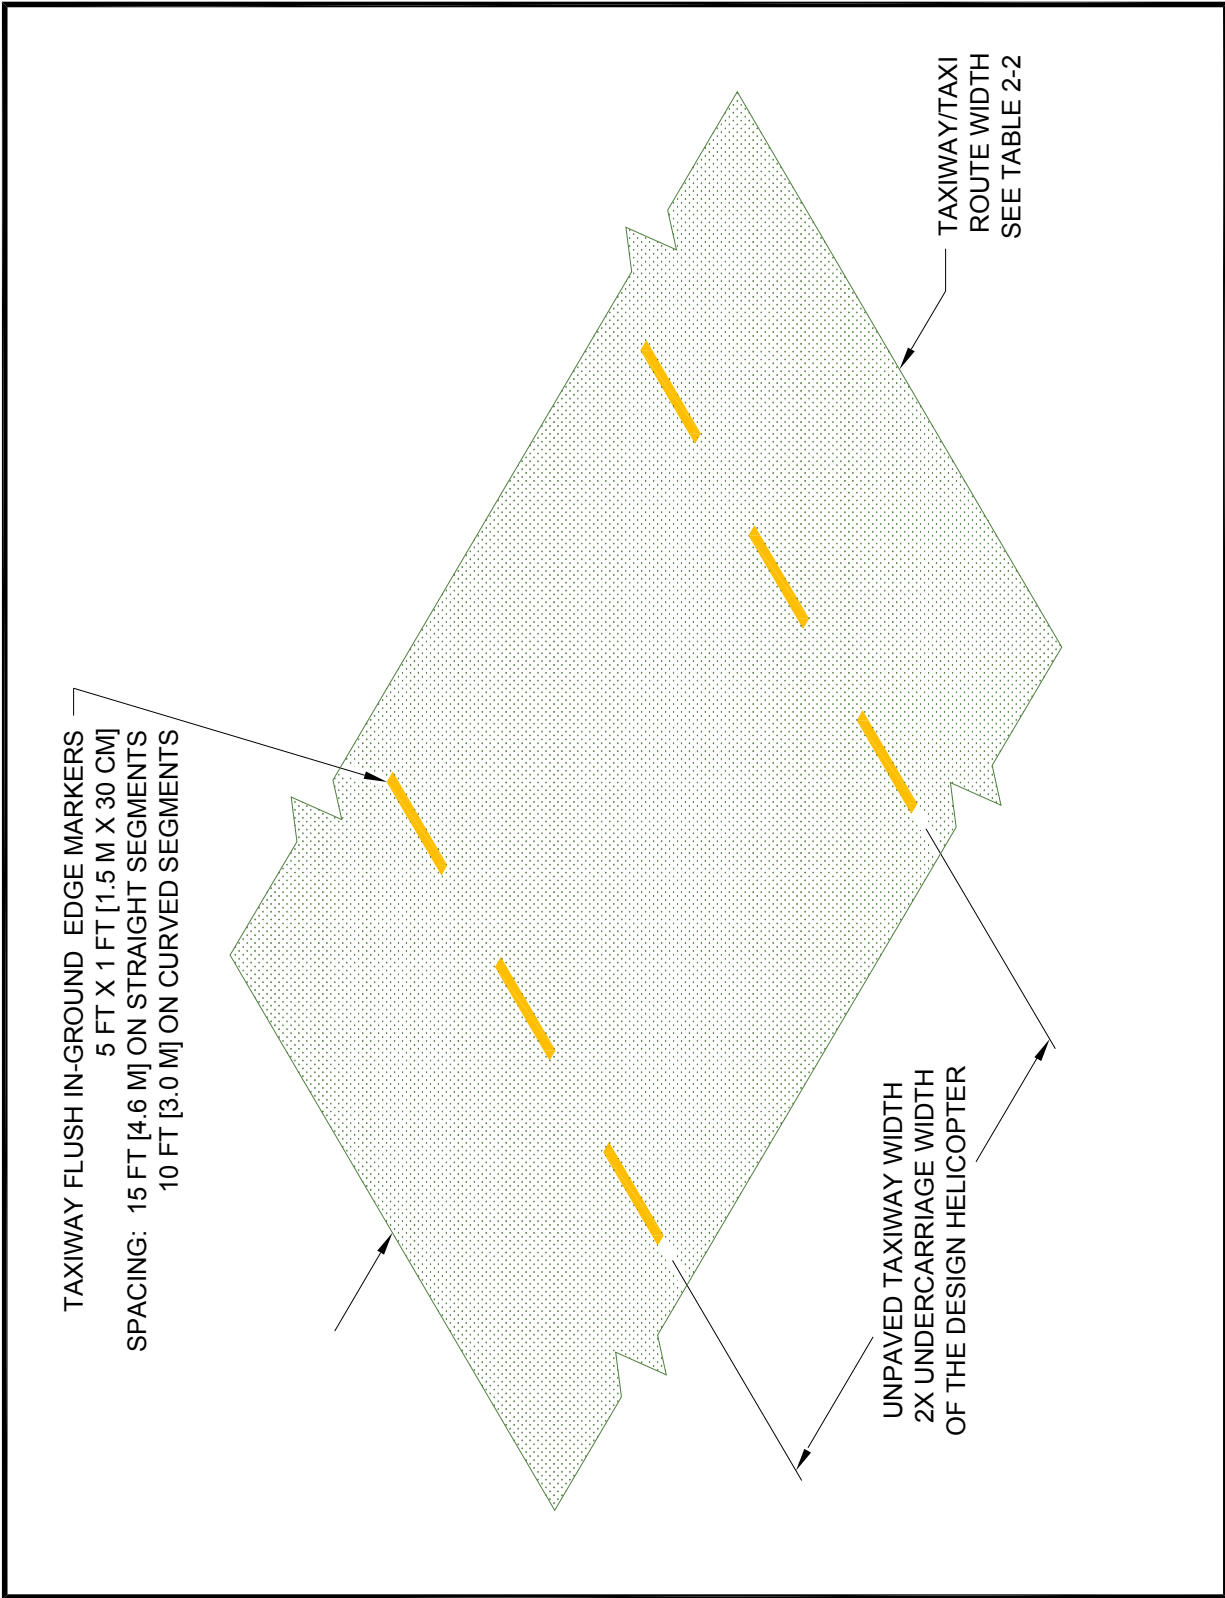 TAXIWAY FLUSH IN-GROUND EDGE MARKERS
5 FT X 1 FT [1.5 M X 30 CM]
SPACING: 15 FT [4.6 M] ON STRAIGHT SEGMENTS
10 FT [3.0 M] ON CURVED SEGMENTS
TAXIWAY/TAXI
ROUTE WIDTH
SEE TABLE 2-2
UNPAVED TAXIWAY WIDTH
2X UNDERCARRIAGE WIDTH
OF THE DESIGN HELICOPTER